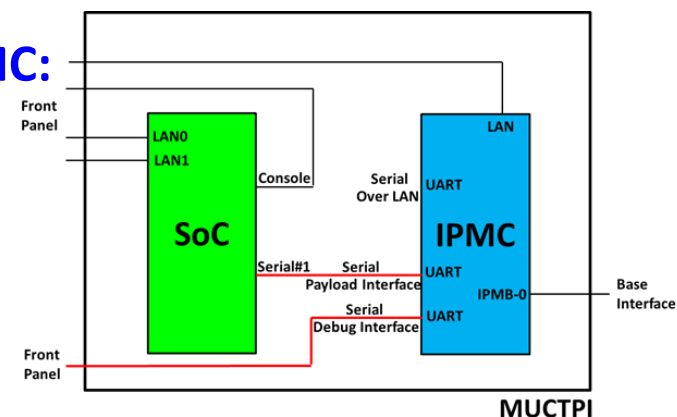 IC:
Front
Panel
LAN0
LAN1
Console
SoC
Serial#1
Serial
Payload Interface
Serial
Debug Interface
Serial
Over LAN
LAN
UART
IPMC
UART
IPMB-0
UART
Base
Interface
Front
Panel
MUCTPI